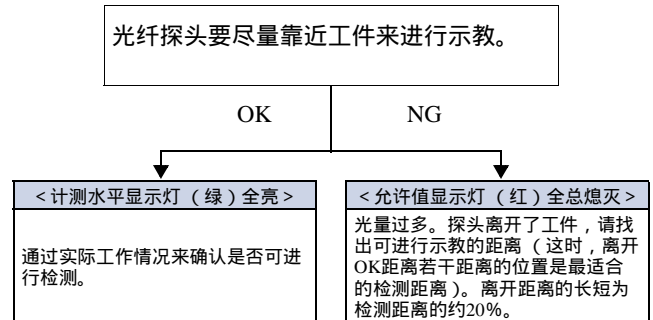 光纤探头要尽量靠近工件来进行示教。
OK
NG
<计测水平显示灯（绿）全亮>
通过实际工作情况来确认是否可进
行检测。
<允许值显示灯（红）全总熄灭>
光量过多。探头离开了工件，请找
出可进行示教的距离（这时，离开
OK距离若干距离的位置是最适合
的检测距离）。离开距离的长短为
检测距离的约20%。